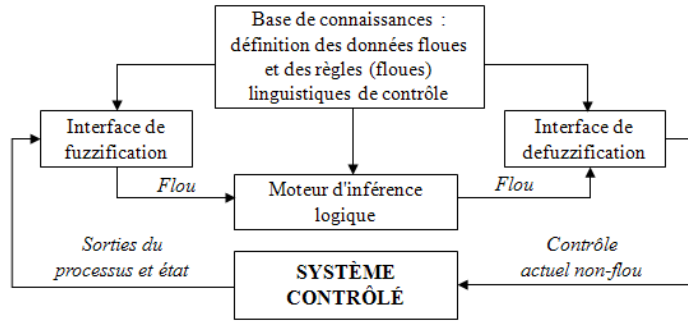 Base de connaissances :
définition des données floues
et des règles (floues)
linguistiques de contrôle
Interface de
fuzzification
Interface de
defuzzification
Flou
Moteur d'inférence
logique
Flou
Sorties du
processus et état
SYSTÈME
CONTRÔLÉ
Contrôle
actuel non-flou